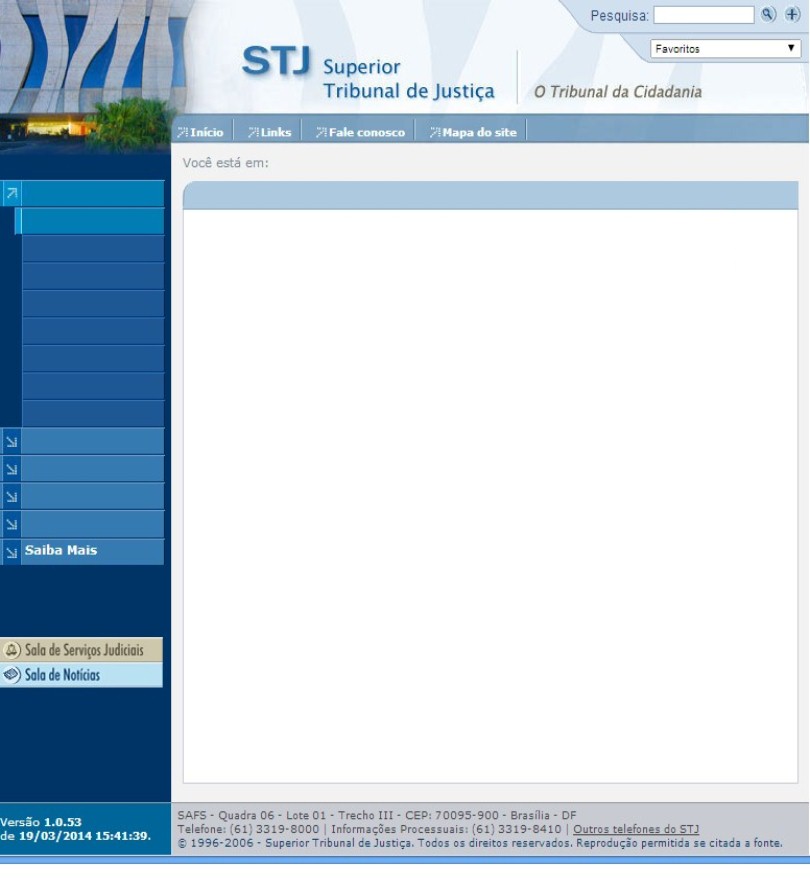 Pesquisa:
Favoritos
STJ Superior
Tribunal de Justiça
O Tribunal da Cidadania
Início Links Fale conosco Mapa do site
Você está em:
Saiba Mais
Sala de Serviços Judiciais
Sala de Notícias
Versão 1.0.53
de 19/03/2014 15:41:39.
SAFS - Quadra 06 - Lote 01 - Trecho III - CEP: 70095-900 - Brasília - DF
Telefone: (61) 3319-8000 | Informações Processuais: (61) 3319-8410 | Outros telefones do STJ
© 1996-2006 - Superior Tribunal de Justiça. Todos os direitos reservados. Reprodução permitida se citada a fonte.